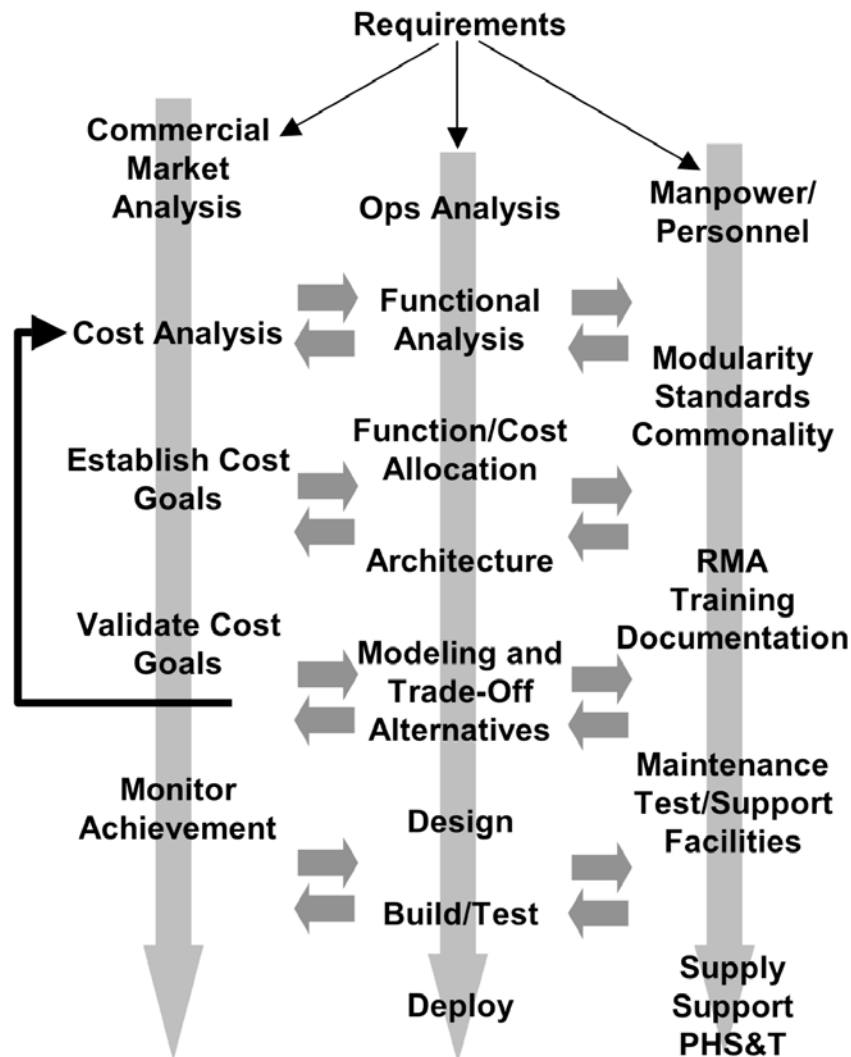 Requirements
Commercial
Market
Analysis
Ops Analysis
Manpower/
Personnel
Cost Analysis
Functional
Analysis
Modularity
Standards
Commonality
Establish Cost
Goals
Function/Cost
Allocation
Architecture
RMA
Training
Documentation
Validate Cost
Goals
Modeling and
Trade-Off
Alternatives
Monitor
Achievement
Design
Maintenance
Test/Support
Facilities
Build/Test
Deploy
Supply
Support
PHS&T